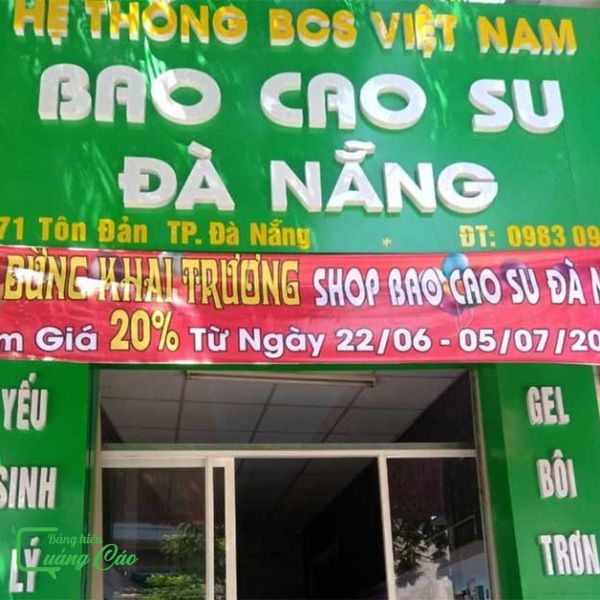 HỆ THỐNG BCS VIỆT NAM
BAO CAO SU
ĐÀ NẴNG
71 Tôn Đản TP. Đà Nẵng * ĐT: 0983 09
BỪNG KHAI TRƯƠNG SHOP BAO CAO SU ĐÀ N
m Giá 20% Từ Ngày 22/06 - 05/07/20
YẾU
SINH
LÝ
GEL
BÔI
TRƠN
Bảng hiệu
Quảng Cáo